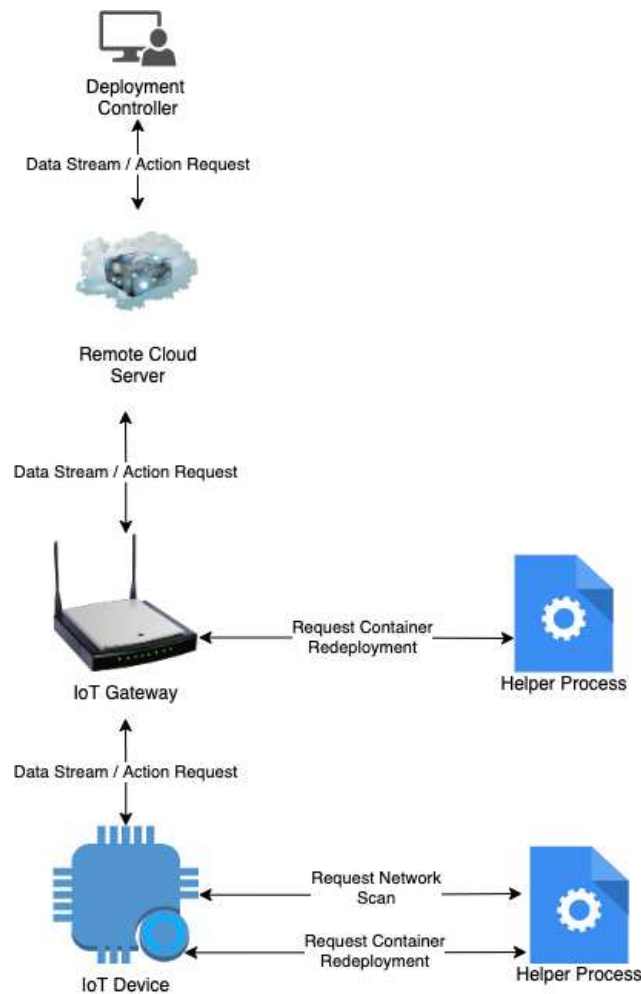 Deployment
Controller
Data Stream / Action Request
Remote Cloud
Server
Data Stream / Action Request
Request Container
Redeployment
IoT Gateway
Helper Process
Data Stream / Action Request
Request Network
Scan
Request Container
Redeployment
IoT Device
Helper Process